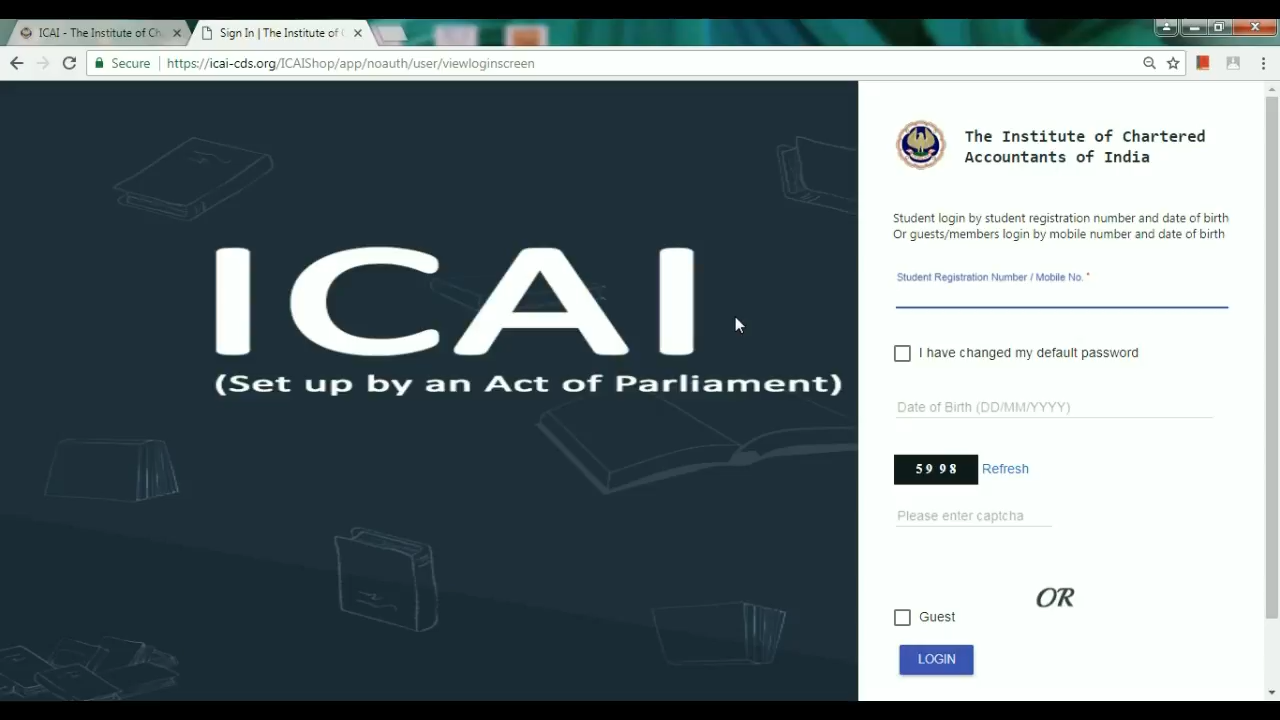 ICAI - The Institute of Ch
Sign In | The Institute of
Secure
https://icai-cds.org/ICAIShop/app/noauth/user/viewloginscreen
ICAI
(Set up by an Act of Parliament)
The Institute of Chartered
Accountants of India
Student login by student registration number and date of birth
Or guests/members login by mobile number and date of birth
Student Registration Number / Mobile No. *
I have changed my default password
Date of Birth (DD/MM/YYYY)
5998 Refresh
Please enter captcha
OR
Guest
LOGIN